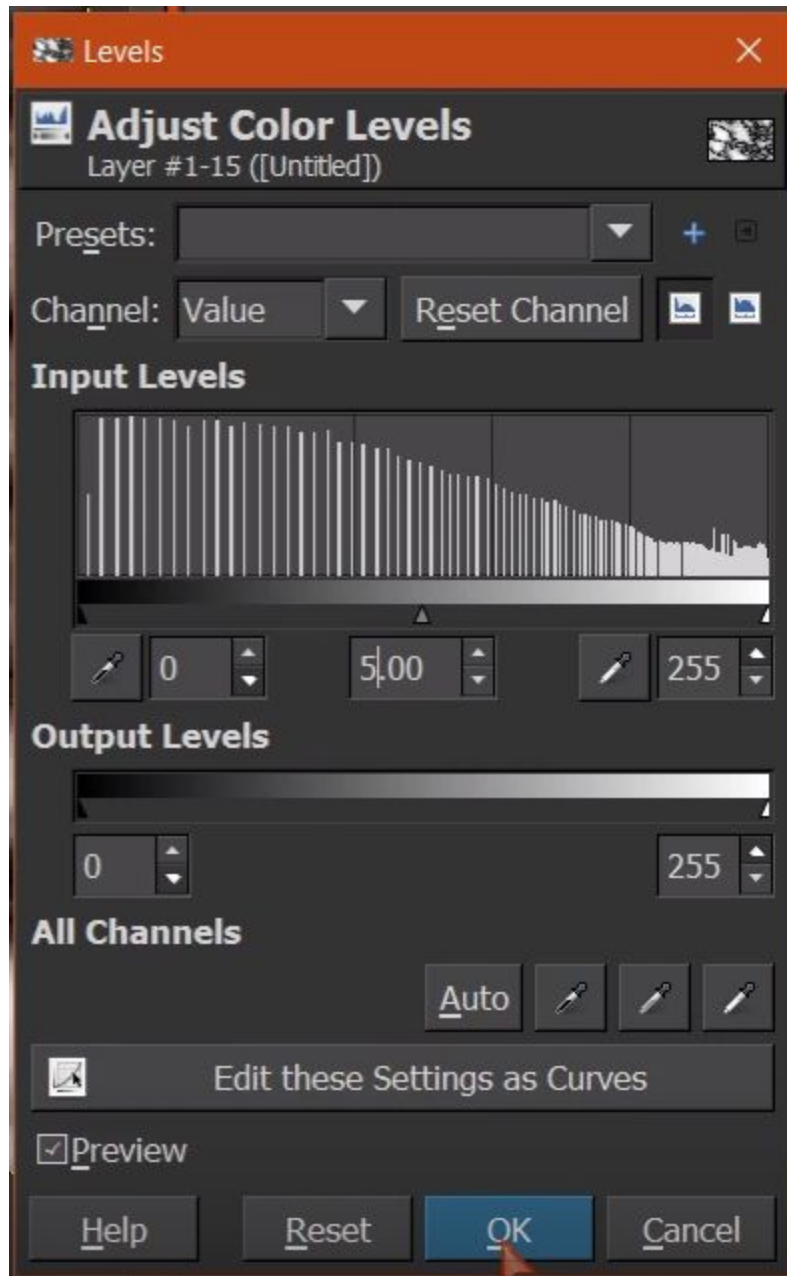 Levels
Adjust Color Levels
Layer #1-15 ([Untitled])
Presets:
Channel: Value Reset Channel
Input Levels
0 5.00 255
Output Levels
0 255
All Channels
Auto
Edit these Settings as Curves
Preview
Help Reset OK Cancel